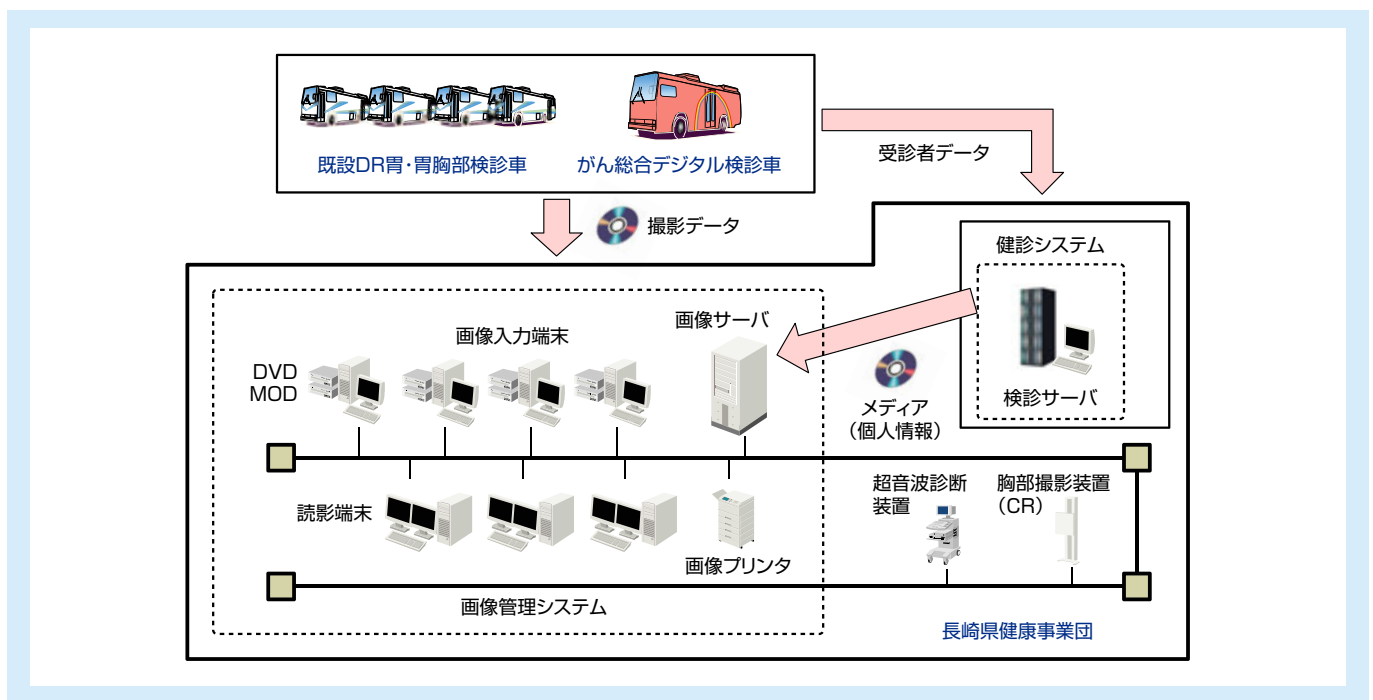 既設DR胃・胃胸部検診車
がん総合デジタル検診車
受診者データ
撮影データ
健診システム
検診サーバ
画像入力端末
画像サーバ
DVD
MOD
メディア
（個人情報）
読影端末
画像プリンタ
超音波診断
装置
胸部撮影装置
（CR）
画像管理システム
長崎県健康事業団